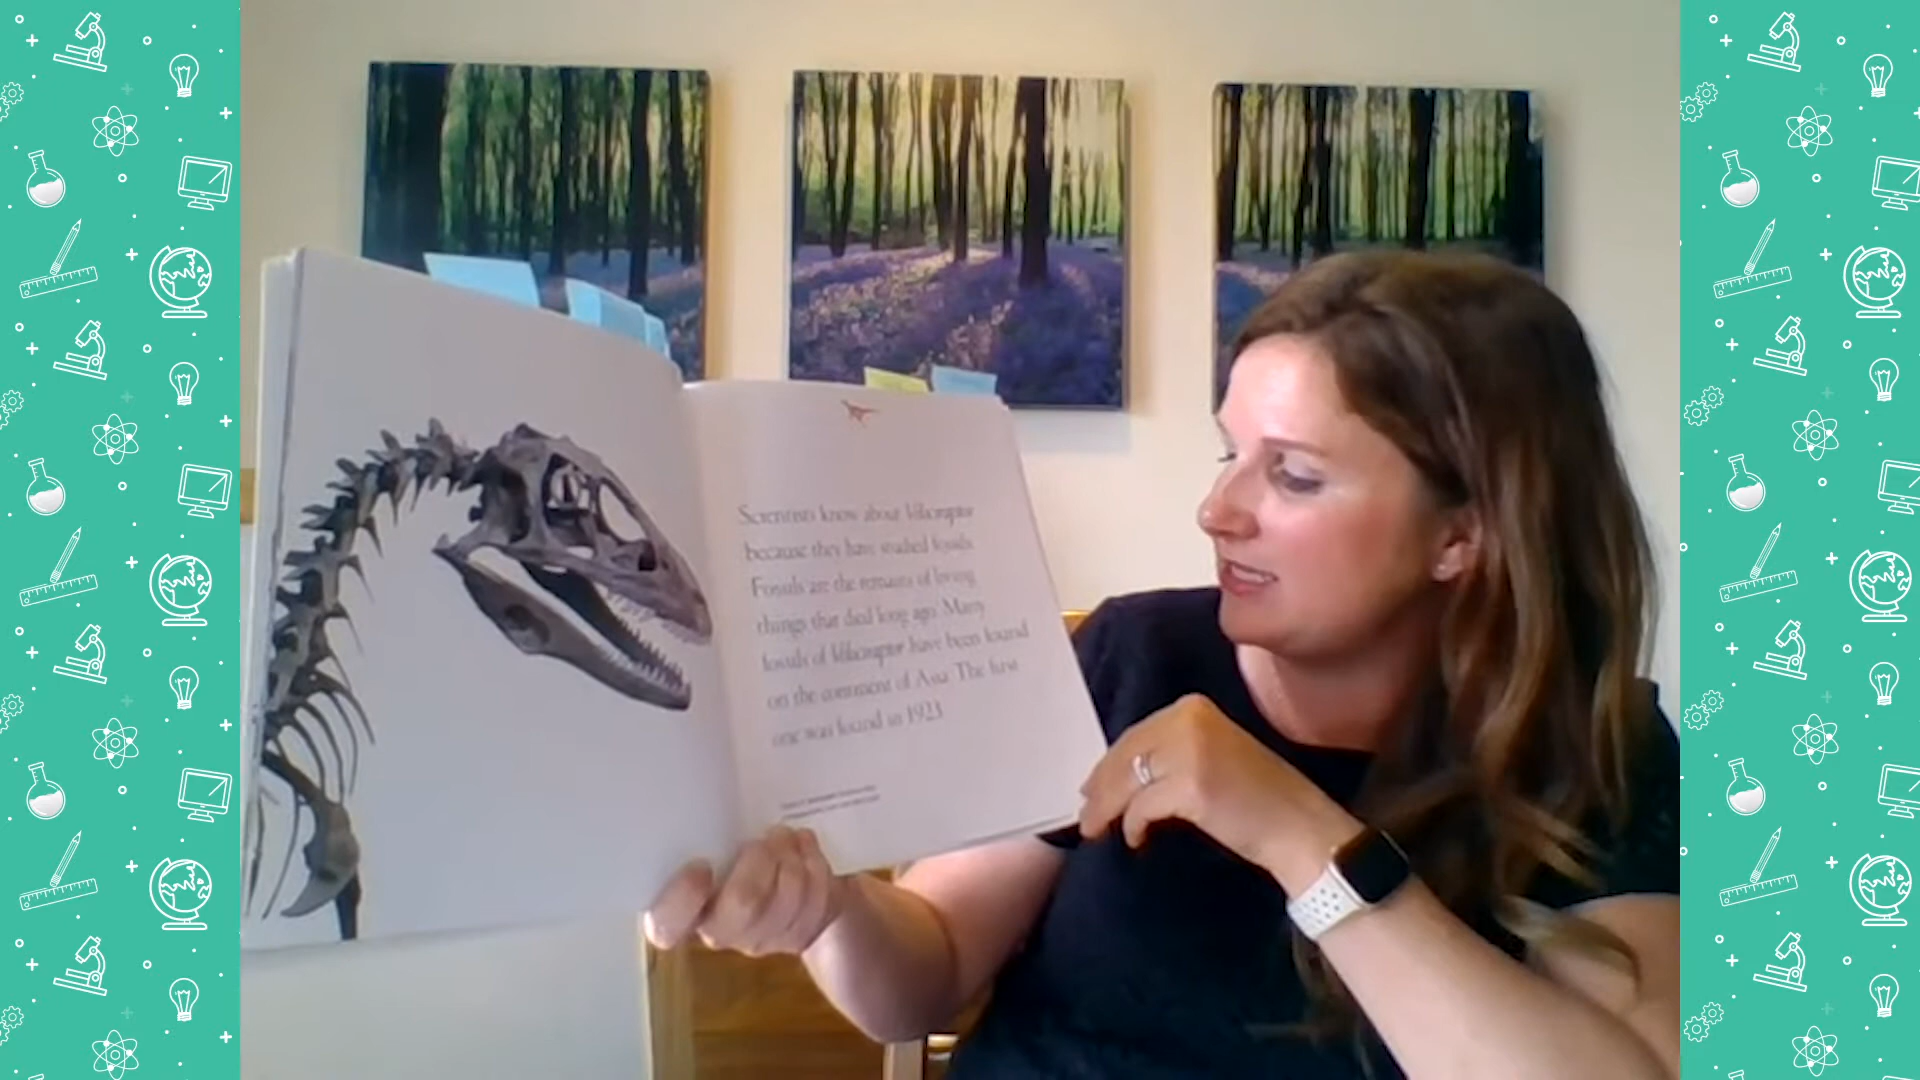 Scientists know about Velociraptor
because they have studied fossils.
Fossils are the remains of living
things that died long ago. Many
fossils of Velociraptor have been found
on the continent of Asia. The first
one was found in 1923.